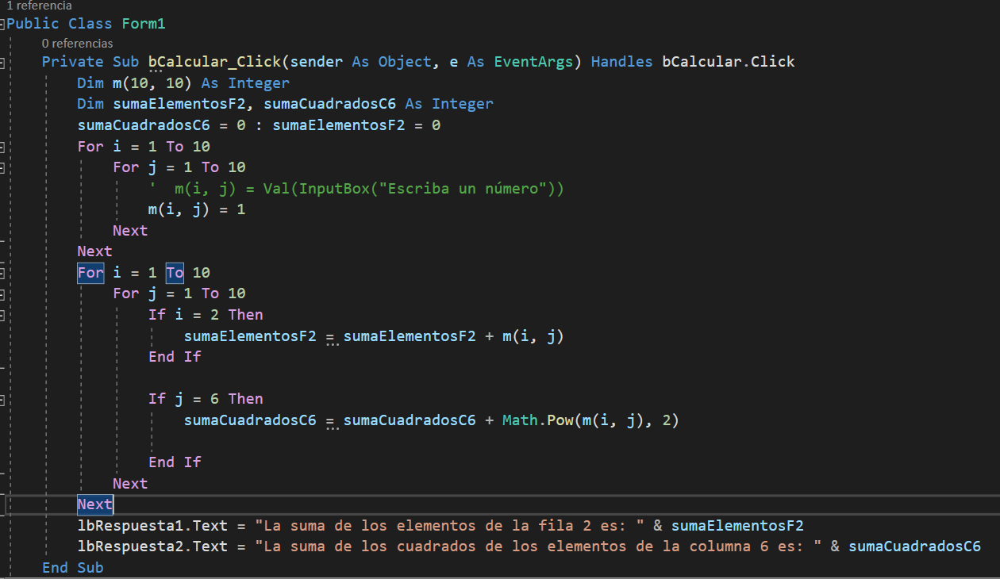 1 referencia
Public Class Form1
0 referencias
Private Sub bCalcular_Click(sender As Object, e As EventArgs) Handles bCalcular.Click
Dim m(10, 10) As Integer
Dim sumaElementosF2, sumaCuadradosC6 As Integer
sumaCuadradosC6 = 0 : sumaElementosF2 = 0
For i = 1 To 10
For j = 1 To 10
'  m(i, j) = Val(InputBox("Escriba un número"))
m(i, j) = 1
Next
Next
For i = 1 To 10
For j = 1 To 10
If i = 2 Then
sumaElementosF2 = sumaElementosF2 + m(i, j)
End If
If j = 6 Then
sumaCuadradosC6 = sumaCuadradosC6 + Math.Pow(m(i, j), 2)
End If
Next
Next
lbRespuesta1.Text = "La suma de los elementos de la fila 2 es: " & sumaElementosF2
lbRespuesta2.Text = "La suma de los cuadrados de los elementos de la columna 6 es: " & sumaCuadradosC6
End Sub